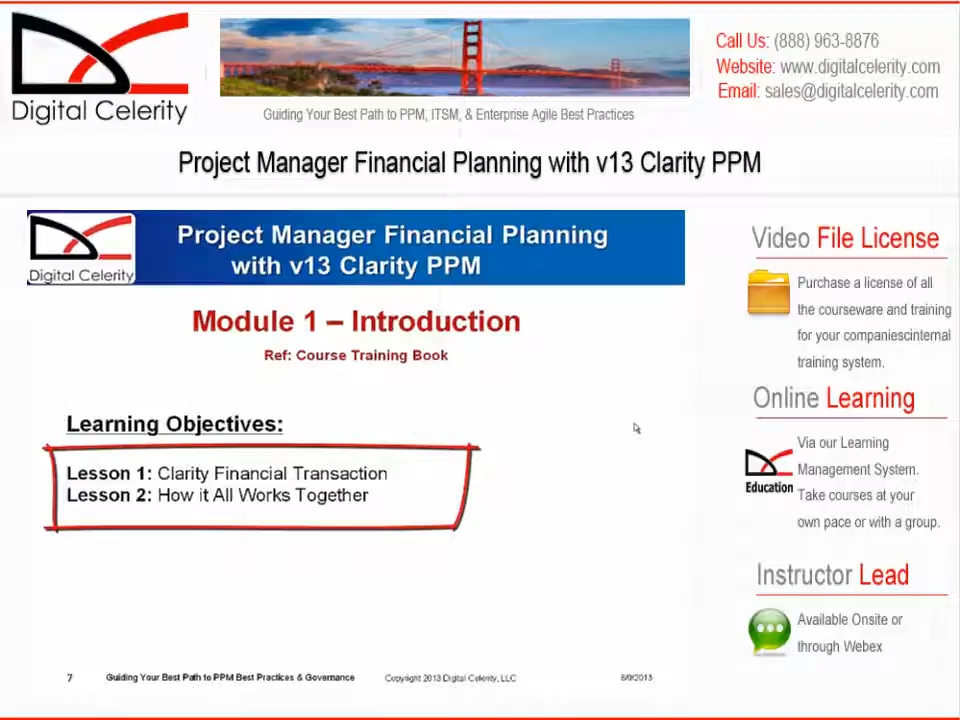 Digital Celerity
Guiding Your Best Path to PPM, ITSM, & Enterprise Agile Best Practices
Call Us: (888) 963-8876
Website: www.digitalcelerity.com
Email: sales@digitalcelerity.com
Project Manager Financial Planning with v13 Clarity PPM
Digital Celerity
Project Manager Financial Planning
with v13 Clarity PPM
Module 1 – Introduction
Ref: Course Training Book
Learning Objectives:
Lesson 1: Clarity Financial Transaction
Lesson 2: How it All Works Together
7 Guiding Your Best Path to PPM Best Practices & Governance Copyright 2013 Digital Celerity, LLC 8/9/2013
Video File License
Purchase a license of all
the courseware and training
for your companiescinternal
training system.
Online Learning
Education
Via our Learning
Management System.
Take courses at your
own pace or with a group.
Instructor Lead
Available Onsite or
through Webex